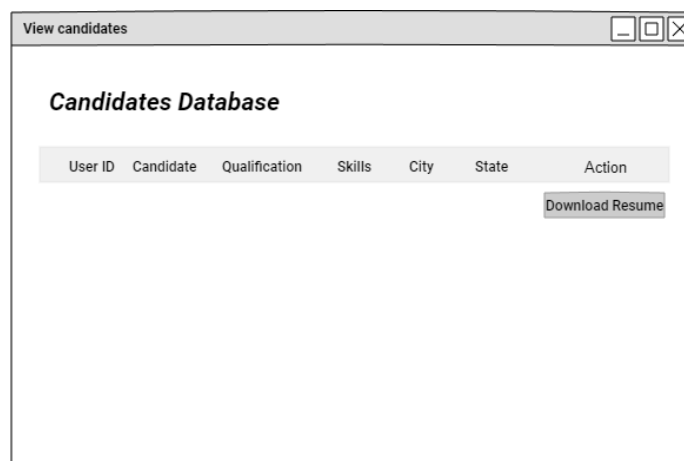 View candidates
Candidates Database
User ID Candidate Qualification Skills City State Action
Download Resume